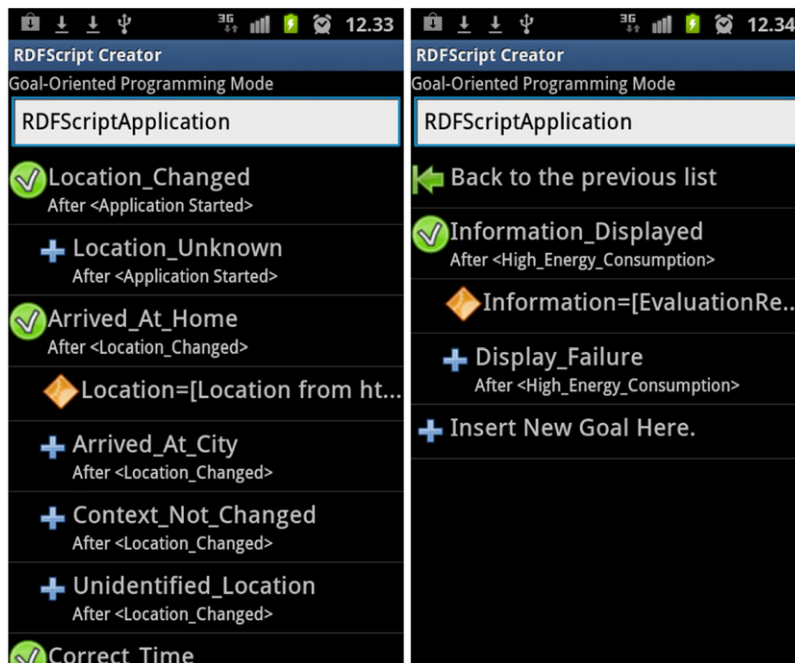 3G 12.33
RDFScript Creator
Goal-Oriented Programming Mode
RDFScriptApplication
Location_Changed
After <Application Started>
Location_Unknown
After <Application Started>
Arrived_At_Home
After <Location_Changed>
Location=[Location from ht...
Arrived_At_City
After <Location_Changed>
Context_Not_Changed
After <Location_Changed>
Unidentified_Location
After <Location_Changed>
Correct_Time
3G 12.34
RDFScript Creator
Goal-Oriented Programming Mode
RDFScriptApplication
Back to the previous list
Information_Displayed
After <High_Energy_Consumption>
Information=[EvaluationRe..
Display_Failure
After <High_Energy_Consumption>
Insert New Goal Here.